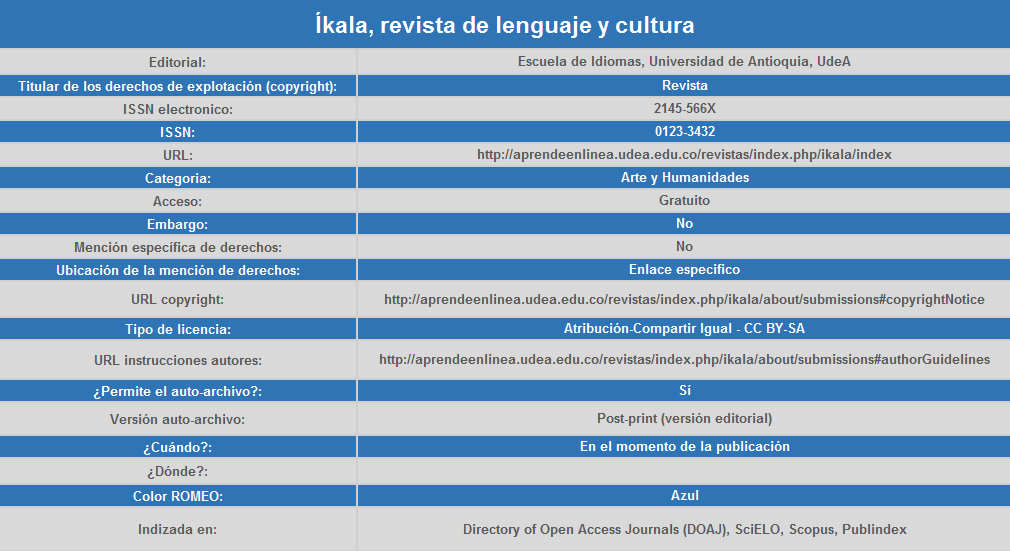 Íkala, revista de lenguaje y cultura
Editorial: Escuela de Idiomas, Universidad de Antioquia, UdeA
Titular de los derechos de explotación (copyright): Revista
ISSN electronico: 2145-566X
ISSN: 0123-3432
URL: http://aprendeenlinea.udea.edu.co/revistas/index.php/ikala/index
Categoria: Arte y Humanidades
Acceso: Gratuito
Embargo: No
Mención específica de derechos: No
Ubicación de la mención de derechos: Enlace especifico
URL copyright: http://aprendeenlinea.udea.edu.co/revistas/index.php/ikala/about/submissions#copyrightNotice
Tipo de licencia: Atribución-Compartir Igual - CC BY-SA
URL instrucciones autores: http://aprendeenlinea.udea.edu.co/revistas/index.php/ikala/about/submissions#authorGuidelines
¿Permite el auto-archivo?: Sí
Versión auto-archivo: Post-print (versión editorial)
¿Cuándo?: En el momento de la publicación
¿Dónde?:
Color ROMEO: Azul
Indizada en: Directory of Open Access Journals (DOAJ), SciELO, Scopus, Publindex